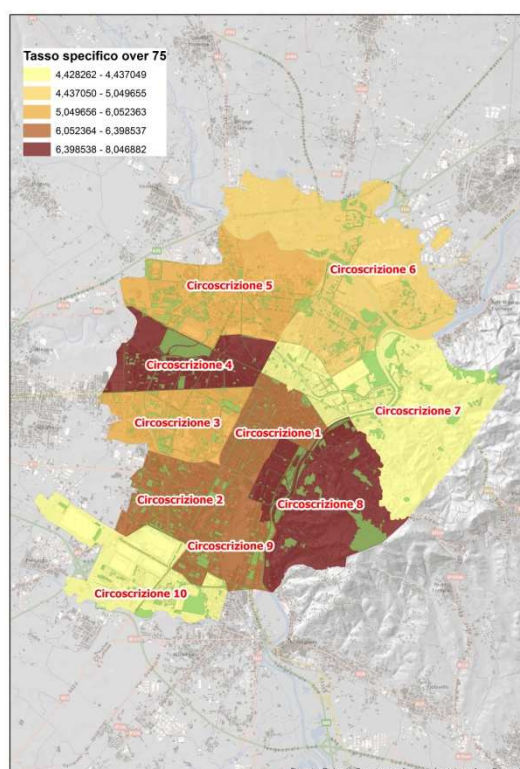 Tasso specifico over 75
4,428262 - 4,437049
4,437050 - 5,049655
5,049656 - 6,052363
6,052364 - 6,398537
6,398538 - 8,046882
Circoscrizione 6
Circoscrizione 5
Circoscrizione 4
Circoscrizione 7
Circoscrizione 3
Circoscrizione 1
Circoscrizione 2
Circoscrizione 8
Circoscrizione 9
Circoscrizione 10